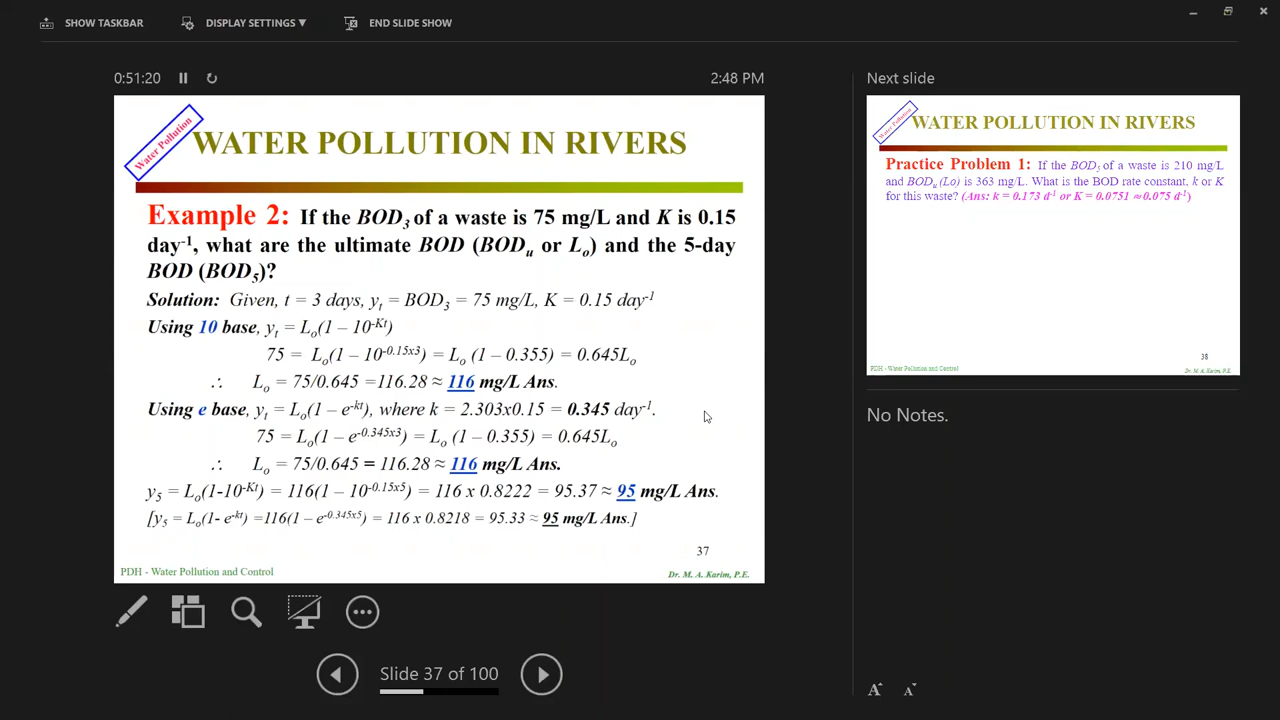 SHOW TASKBAR
DISPLAY SETTINGS ▼
END SLIDE SHOW
0:51:20
2:48 PM
Water Pollution
WATER POLLUTION IN RIVERS
Example 2: If the BOD₃ of a waste is 75 mg/L and K is 0.15
day⁻¹, what are the ultimate BOD (BODᵤ or Lₒ) and the 5-day
BOD (BOD₅)?
Solution: Given, t = 3 days, yₜ = BOD₃ = 75 mg/L, K = 0.15 day⁻¹
Using 10 base, yₜ = Lₒ(1 – 10^-Kt)
75 = Lₒ(1 – 10^-0.15x3) = Lₒ (1 – 0.355) = 0.645Lₒ
∴ Lₒ = 75/0.645 =116.28 ≈ 116 mg/L Ans.
Using e base, yₜ = Lₒ(1 – e^-kt), where k = 2.303x0.15 = 0.345 day⁻¹.
75 = Lₒ(1 – e^-0.345x3) = Lₒ (1 – 0.355) = 0.645Lₒ
∴ Lₒ = 75/0.645 = 116.28 ≈ 116 mg/L Ans.
y₅ = Lₒ(1-10^-Kt) = 116(1 – 10^-0.15x5) = 116 x 0.8222 = 95.37 ≈ 95 mg/L Ans.
[y₅ = Lₒ(1- e^-kt) =116(1 – e^-0.345x5) = 116 x 0.8218 = 95.33 ≈ 95 mg/L Ans.]
37
PDH - Water Pollution and Control
Dr. M. A. Karim, P.E.
Slide 37 of 100
Next slide
Water Pollution
WATER POLLUTION IN RIVERS
Practice Problem 1: If the BOD₅ of a waste is 210 mg/L
and BODᵤ (Lo) is 363 mg/L. What is the BOD rate constant, k or K
for this waste? (Ans: k = 0.173 d⁻¹ or K = 0.0751 ≈ 0.075 d⁻¹)
38
PDH - Water Pollution and Control
Dr. M. A. Karim, P.E.
No Notes.
A A